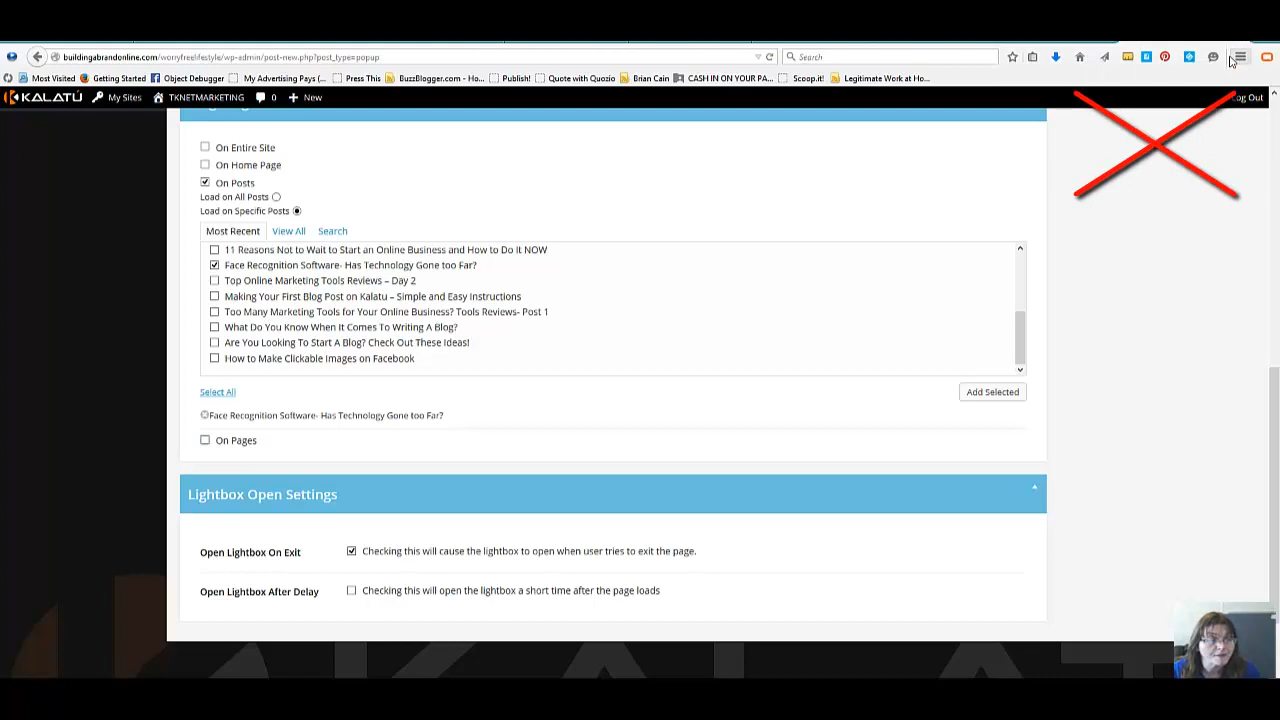 buildingabrandonline.com/worryfreelifestyle/wp-admin/post-new.php?post_type=popup
Search
Most Visited Getting Started Object Debugger My Advertising Pay (... Press This BuzzBlogger.com - Ho... Publish! Quote with Quozio Brian Cain CASH IN ON YOUR PA... Scoop.it! Legitimate Work at Ho...
KALATÚ My Sites TKNETMARKETING 0 + New Log Out
On Entire Site
On Home Page
On Posts
Load on All Posts
Load on Specific Posts
Most Recent View All Search
11 Reasons Not to Wait to Start an Online Business and How to Do It NOW
Face Recognition Software- Has Technology Gone too Far?
Top Online Marketing Tools Reviews – Day 2
Making Your First Blog Post on Kalatu – Simple and Easy Instructions
Too Many Marketing Tools for Your Online Business? Tools Reviews- Post 1
What Do You Know When It Comes To Writing A Blog?
Are You Looking To Start A Blog? Check Out These Ideas!
How to Make Clickable Images on Facebook
Select All Add Selected
Face Recognition Software- Has Technology Gone too Far?
On Pages
Lightbox Open Settings
Open Lightbox On Exit Checking this will cause the lightbox to open when user tries to exit the page.
Open Lightbox After Delay Checking this will open the lightbox a short time after the page loads